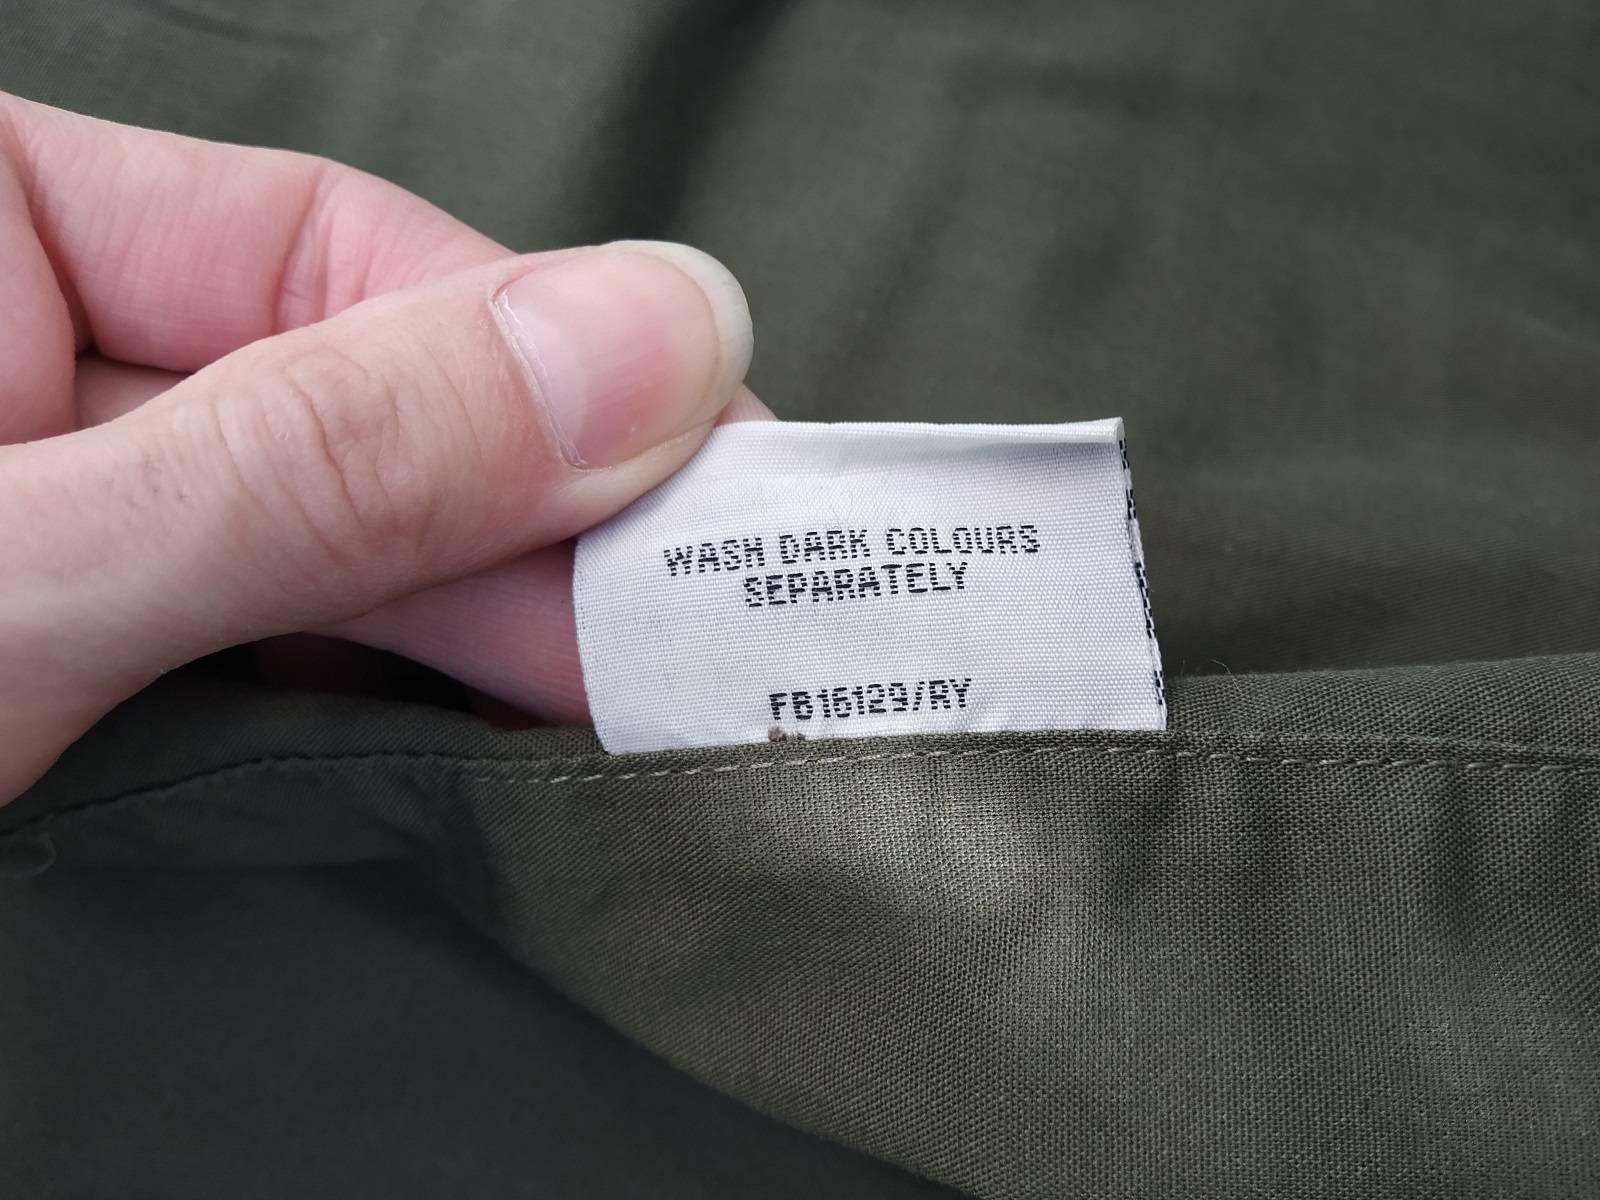 WASH DARK COLOURS
SEPARATELY
FB16129/RY